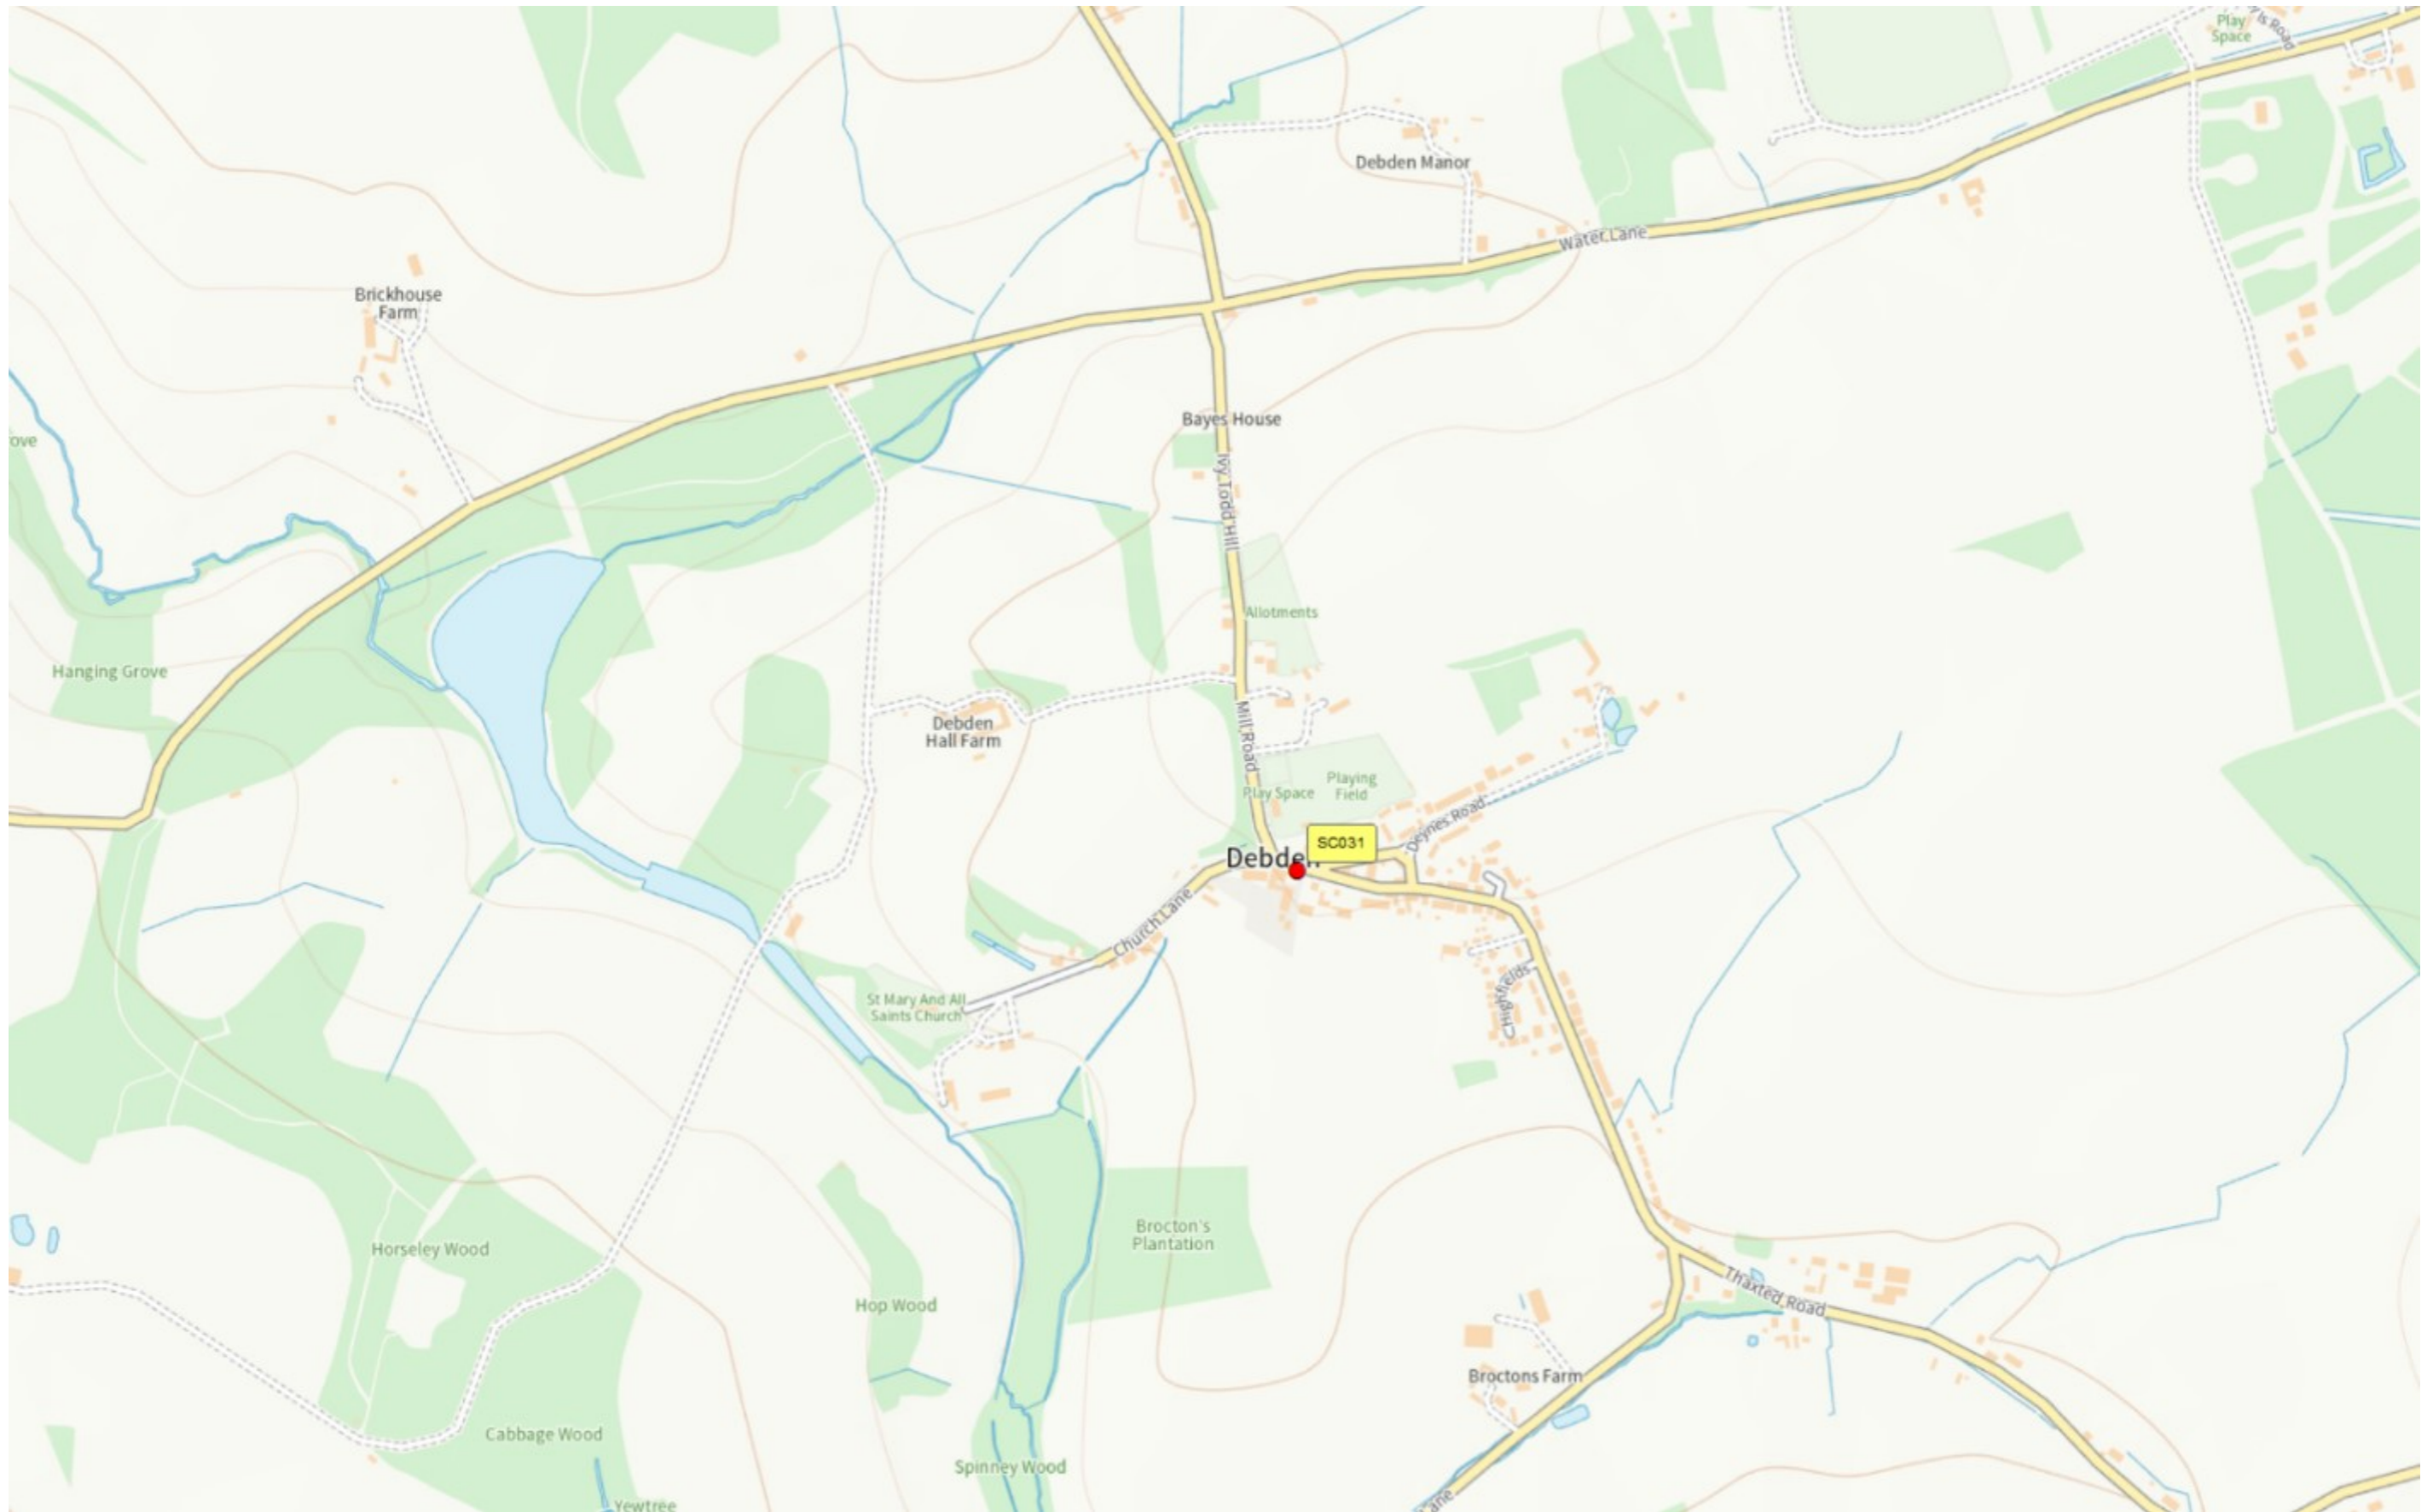 Play
Space
Debden Manor
Water Lane
Brickhouse
Farm
Bayes House
Ivy Todd Hill
Allotments
Hanging Grove
Debden
Hall Farm
Mill Road
Play Space
Playing
Field
Deynes Road
SC031
Debden
Church Lane
Highfields
St Mary And All
Saints Church
Brocton's
Plantation
Horseley Wood
Hop Wood
Thaxted Road
Broctons Farm
Cabbage Wood
Spinney Wood
Yewtree
Lane